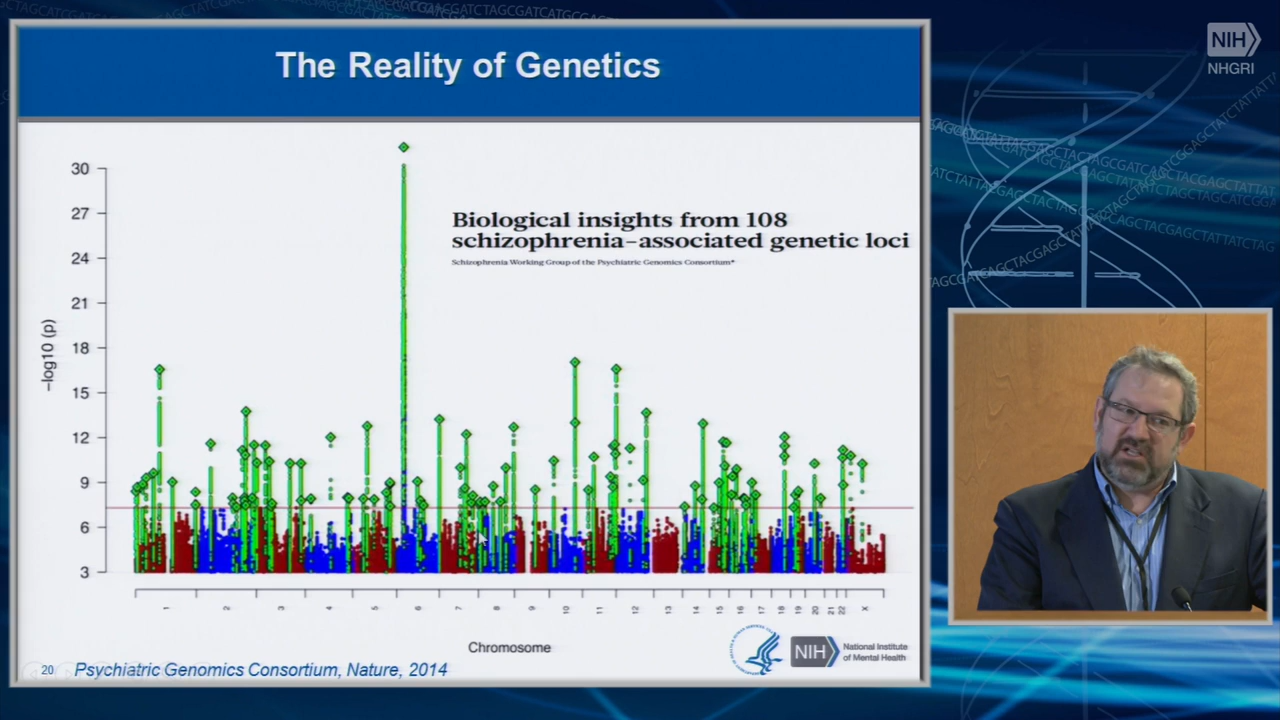 NIH
NHGRI
The Reality of Genetics
Biological insights from 108
schizophrenia-associated genetic loci
Schizophrenia Working Group of the Psychiatric Genomics Consortium*
30
27
24
21
18
15
12
9
6
3
-log10 (p)
1 2 3 4 5 6 7 8 9 10 11 12 13 14 15 16 17 18 19 20 21 22 X
Chromosome
NIH
National Institute
of Mental Health
20
Psychiatric Genomics Consortium, Nature, 2014